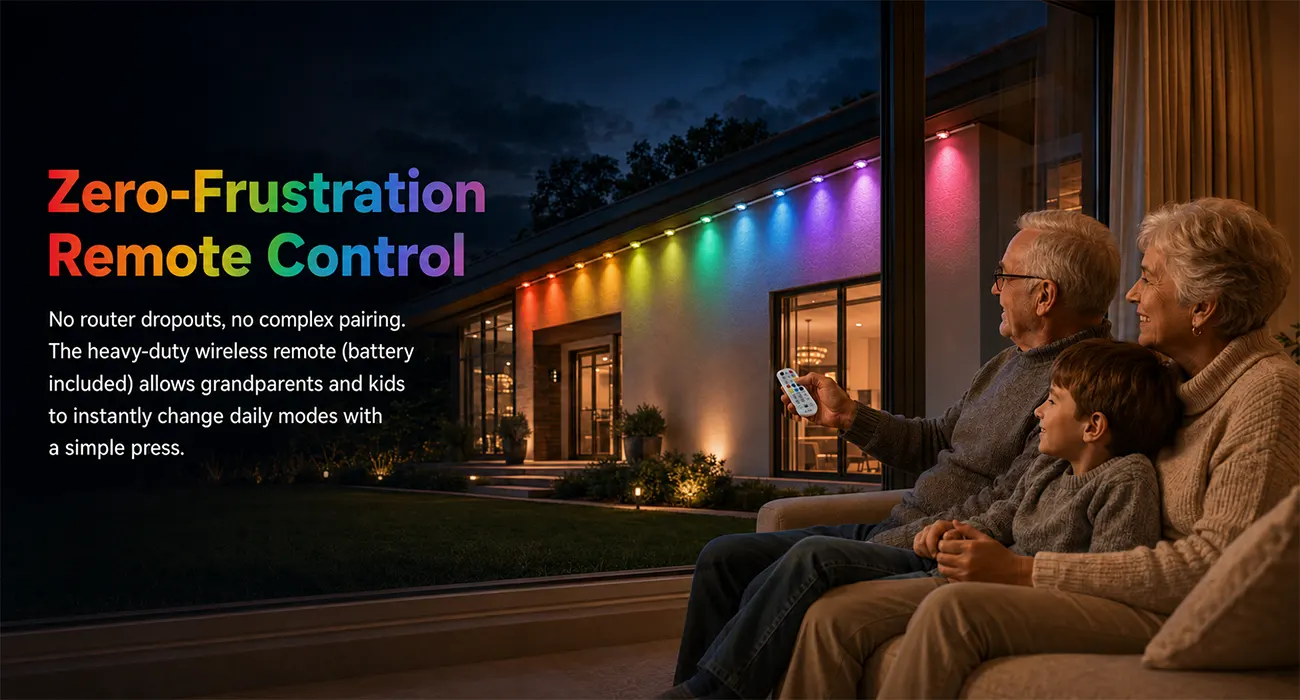 Zero-Frustration
Remote Control
No router dropouts, no complex pairing.
The heavy-duty wireless remote (battery
included) allows grandparents and kids
to instantly change daily modes with
a simple press.